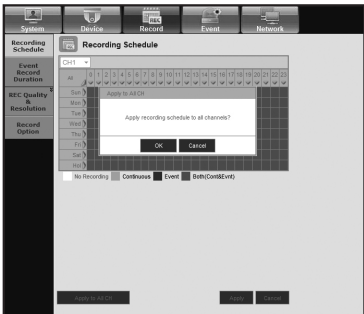 REC
System
Device
Record
Event
Network
Recording
Schedule
Event
Record
Duration
REC Quality
&
Resolution
Record
Option
Recording Schedule
CH1
All 0 1 2 3 4 5 6 7 8 9 10 11 12 13 14 15 16 17 18 19 20 21 22 23
Sun
Mon
Tue
Wed
Thu
Fri
Sat
Hol
Apply to All CH
Apply recording schedule to all channels?
OK Cancel
No Recording Continuous Event Both(Cont&Evnt)
Apply to All CH Apply Cancel